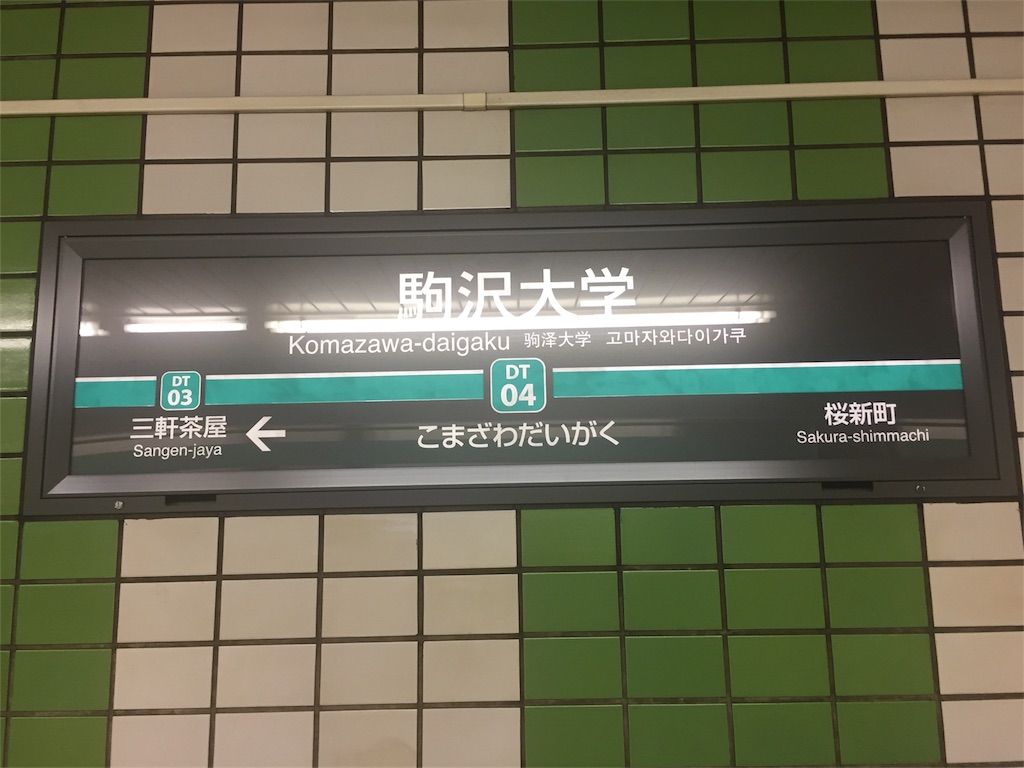 駒沢大学
Komazawa-daigaku 驹泽大学 고마자와다이가쿠
DT
03
DT
04
三軒茶屋
Sangen-jaya
←
こまざわだいがく
桜新町
Sakura-shimmachi